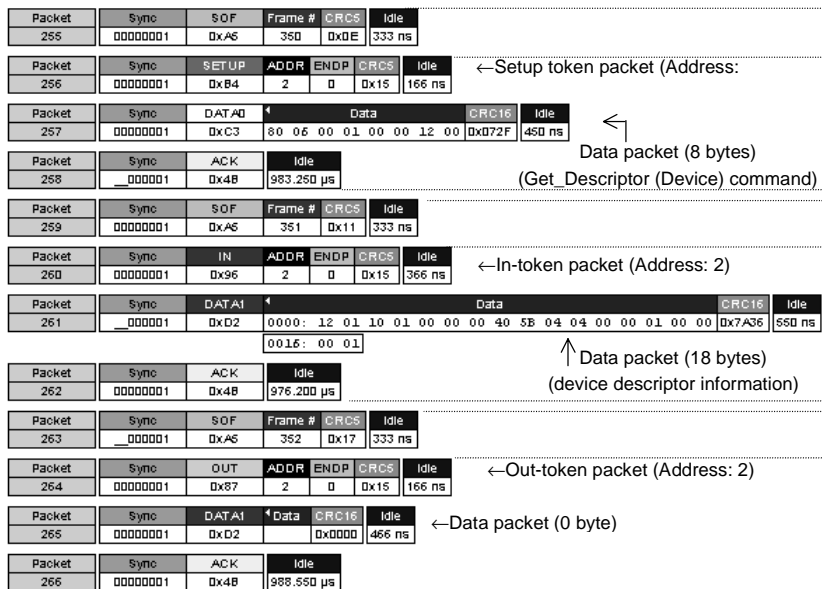 Packet Sync SOF Frame # CRC5 Idle
255 00000001 0xA5 350 0x0E 333 ns
Packet Sync SETUP ADDR ENDP CRC5 Idle ←Setup token packet (Address:
256 00000001 0xB4 2 0 0x15 166 ns
Packet Sync DATA0 Data CRC16 Idle
257 00000001 0xC3 80 06 00 01 00 00 12 00 0x072F 450 ns
Data packet (8 bytes)
(Get_Descriptor (Device) command)
Packet Sync ACK Idle
258 __000001 0x4B 983.250 µs
Packet Sync SOF Frame # CRC5 Idle
259 00000001 0xA5 351 0x11 333 ns
Packet Sync IN ADDR ENDP CRC5 Idle ←In-token packet (Address: 2)
260 00000001 0x96 2 0 0x15 366 ns
Packet Sync DATA1 Data CRC16 Idle
261 __000001 0xD2 0000: 12 01 10 01 00 00 00 40 5B 04 04 00 00 01 00 00 0x7A36 550 ns
0016: 00 01
Data packet (18 bytes)
(device descriptor information)
Packet Sync ACK Idle
262 00000001 0x4B 976.200 µs
Packet Sync SOF Frame # CRC5 Idle
263 __000001 0xA5 352 0x17 333 ns
Packet Sync OUT ADDR ENDP CRC5 Idle ←Out-token packet (Address: 2)
264 00000001 0x87 2 0 0x15 166 ns
Packet Sync DATA1 Data CRC16 Idle ←Data packet (0 byte)
265 00000001 0xD2 0x0000 466 ns
Packet Sync ACK Idle
266 00000001 0x4B 988.550 µs